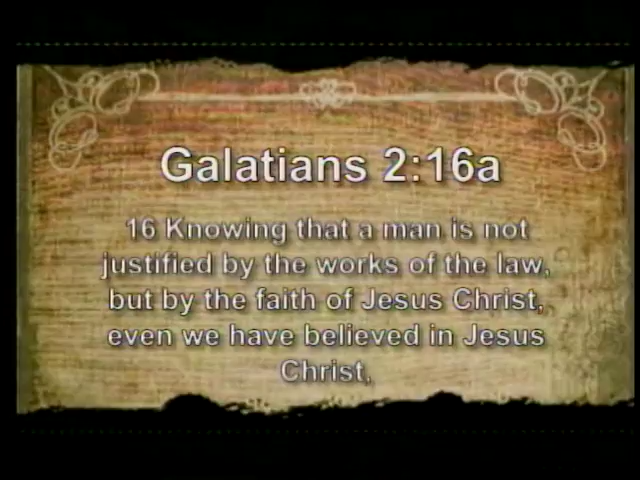 Galatians 2:16a
16 Knowing that a man is not
justified by the works of the law,
but by the faith of Jesus Christ,
even we have believed in Jesus
Christ,